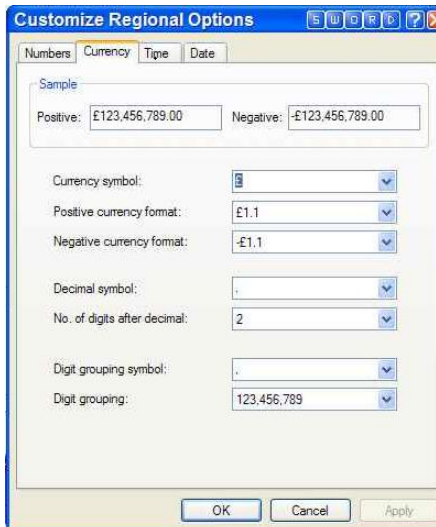 Customize Regional Options SWORD ? X
Numbers Currency Time Date
Sample
Positive: £123,456,789.00 Negative: -£123,456,789.00
Currency symbol: £
Positive currency format: £1.1
Negative currency format: -£1.1
Decimal symbol: .
No. of digits after decimal: 2
Digit grouping symbol: ,
Digit grouping: 123,456,789
OK Cancel Apply